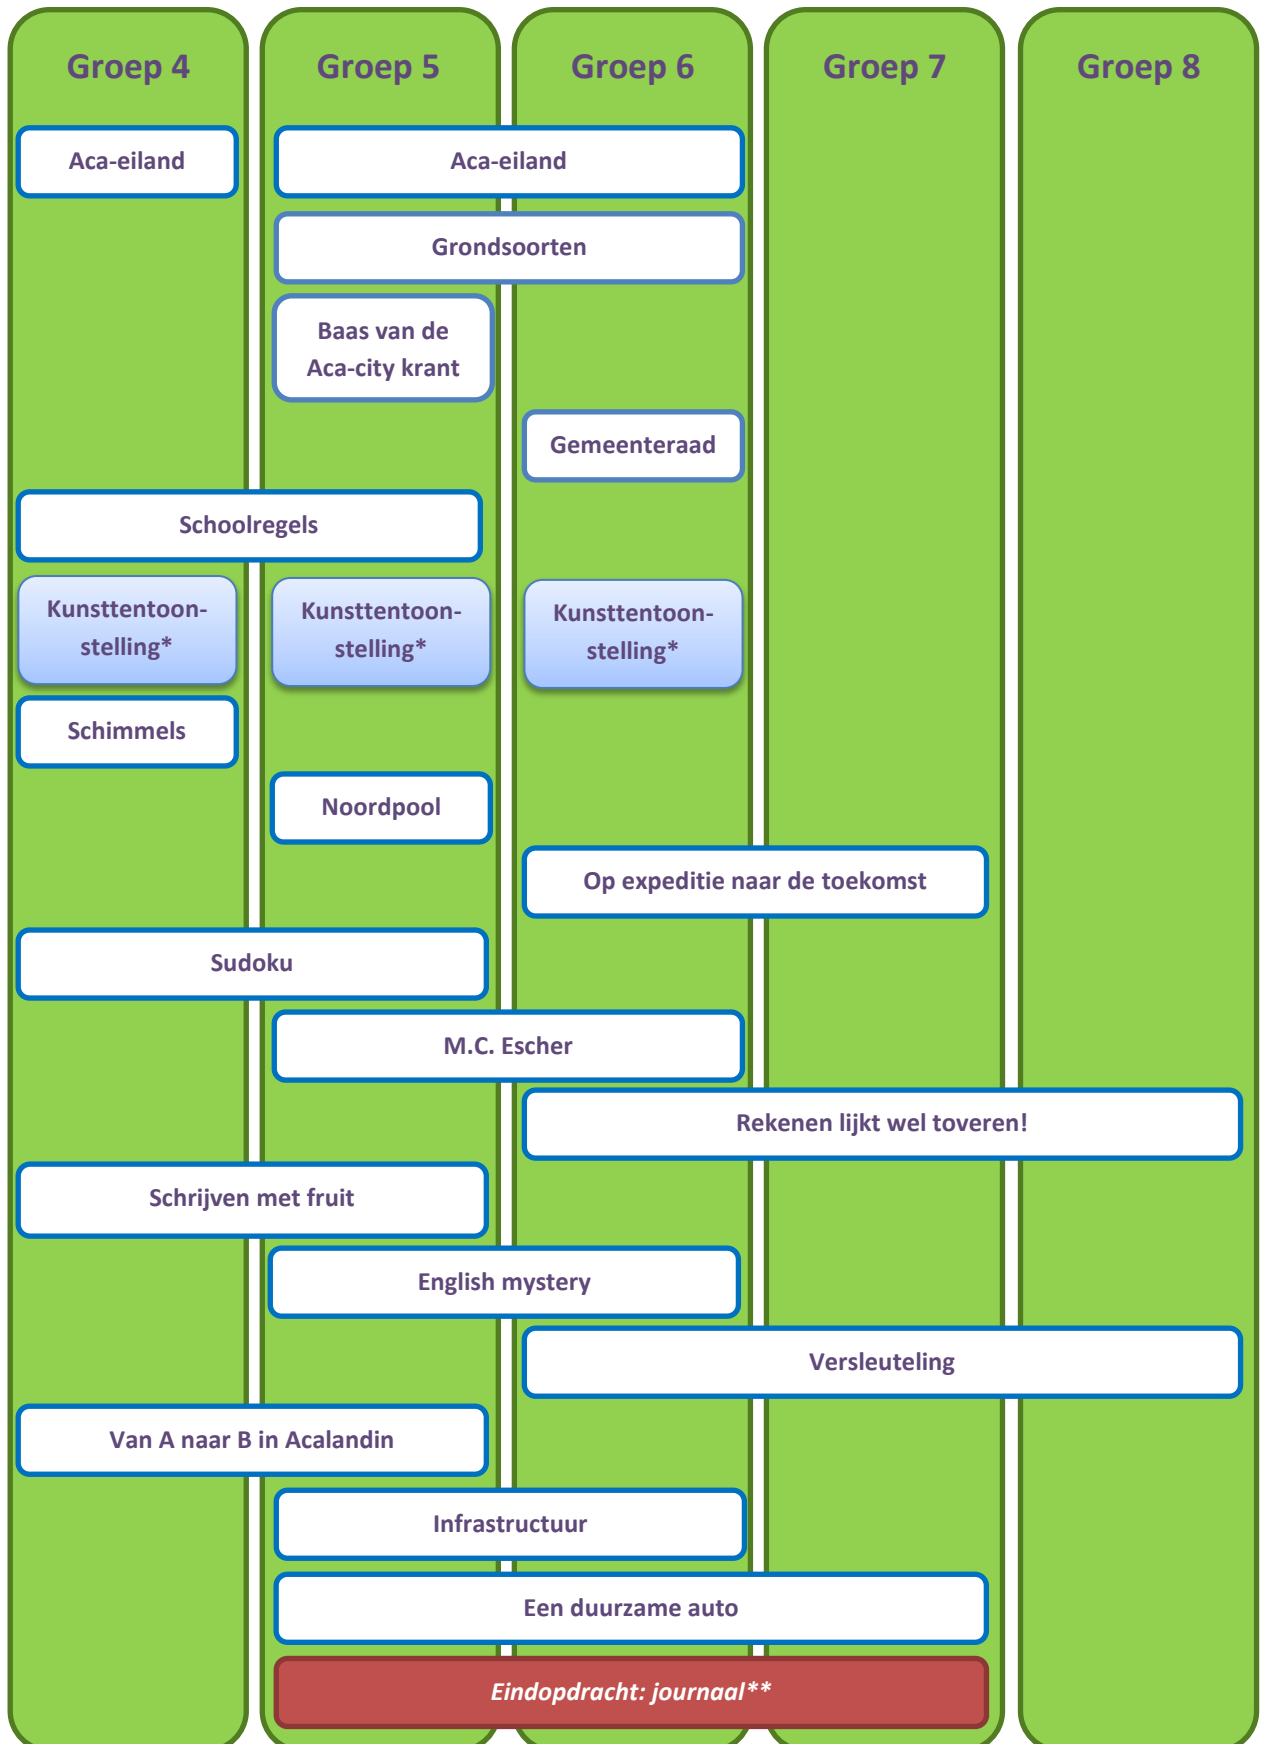 Groep 4
Groep 5
Groep 6
Groep 7
Groep 8
Aca-eiland
Aca-eiland
Grondsoorten
Baas van de
Aca-city krant
Gemeenteraad
Schoolregels
Kunsttentoon-
stelling*
Kunsttentoon-
stelling*
Kunsttentoon-
stelling*
Schimmels
Noordpool
Op expeditie naar de toekomst
Sudoku
M.C. Escher
Rekenen lijkt wel toveren!
Schrijven met fruit
English mystery
Versleuteling
Van A naar B in Acalandin
Infrastructuur
Een duurzame auto
Eindopdracht: journaal**